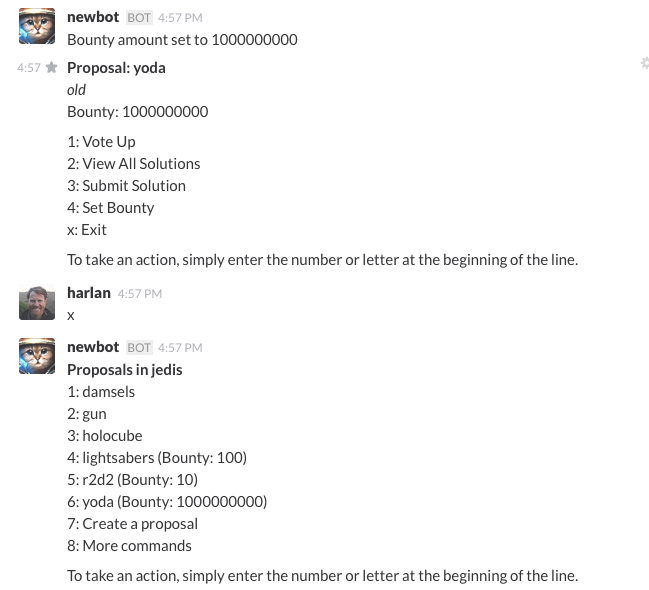 newbot BOT 4:57 PM
Bounty amount set to 1000000000
4:57 Proposal: yoda
old
Bounty: 1000000000
1: Vote Up
2: View All Solutions
3: Submit Solution
4: Set Bounty
x: Exit
To take an action, simply enter the number or letter at the beginning of the line.
harlan 4:57 PM
x
newbot BOT 4:57 PM
Proposals in jedis
1: damsels
2: gun
3: holocube
4: lightsabers (Bounty: 100)
5: r2d2 (Bounty: 10)
6: yoda (Bounty: 1000000000)
7: Create a proposal
8: More commands
To take an action, simply enter the number or letter at the beginning of the line.